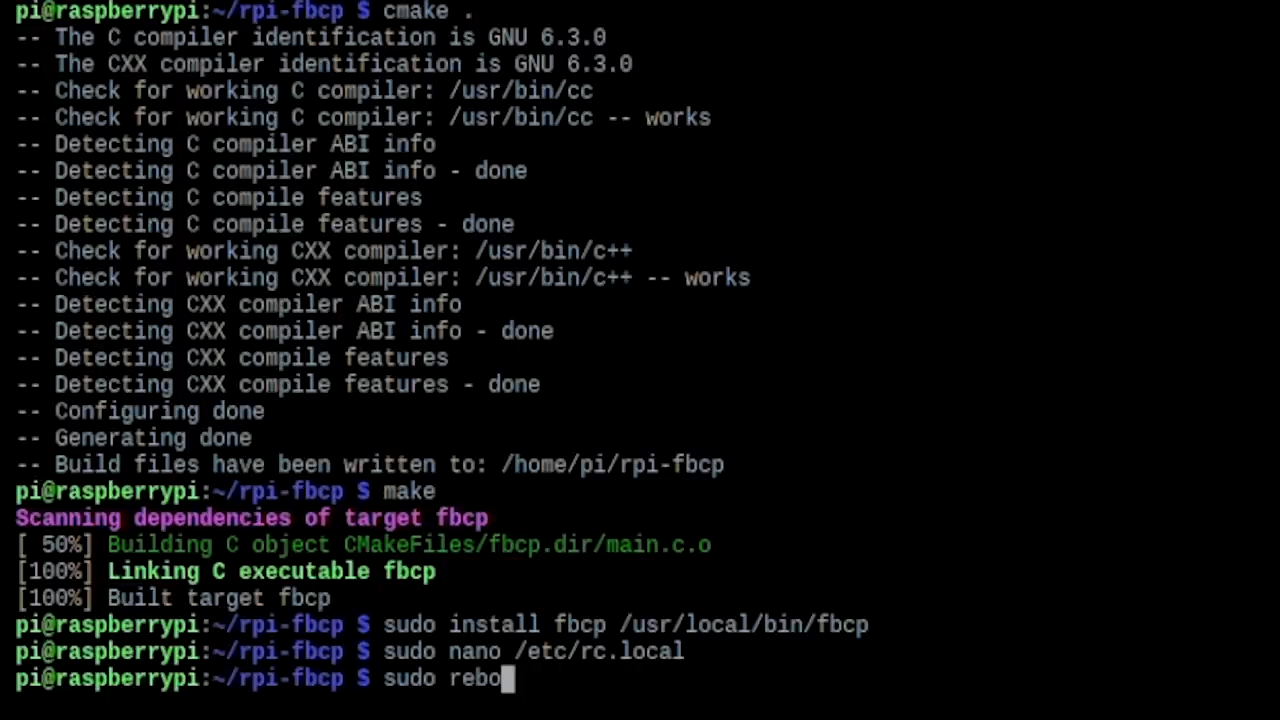 pi@raspberrypi:~/rpi-fbcp $ cmake .
-- The C compiler identification is GNU 6.3.0
-- The CXX compiler identification is GNU 6.3.0
-- Check for working C compiler: /usr/bin/cc
-- Check for working C compiler: /usr/bin/cc -- works
-- Detecting C compiler ABI info
-- Detecting C compiler ABI info - done
-- Detecting C compile features
-- Detecting C compile features - done
-- Check for working CXX compiler: /usr/bin/c++
-- Check for working CXX compiler: /usr/bin/c++ -- works
-- Detecting CXX compiler ABI info
-- Detecting CXX compiler ABI info - done
-- Detecting CXX compile features
-- Detecting CXX compile features - done
-- Configuring done
-- Generating done
-- Build files have been written to: /home/pi/rpi-fbcp
pi@raspberrypi:~/rpi-fbcp $ make
Scanning dependencies of target fbcp
[ 50%] Building C object CMakeFiles/fbcp.dir/main.c.o
[100%] Linking C executable fbcp
[100%] Built target fbcp
pi@raspberrypi:~/rpi-fbcp $ sudo install fbcp /usr/local/bin/fbcp
pi@raspberrypi:~/rpi-fbcp $ sudo nano /etc/rc.local
pi@raspberrypi:~/rpi-fbcp $ sudo rebo